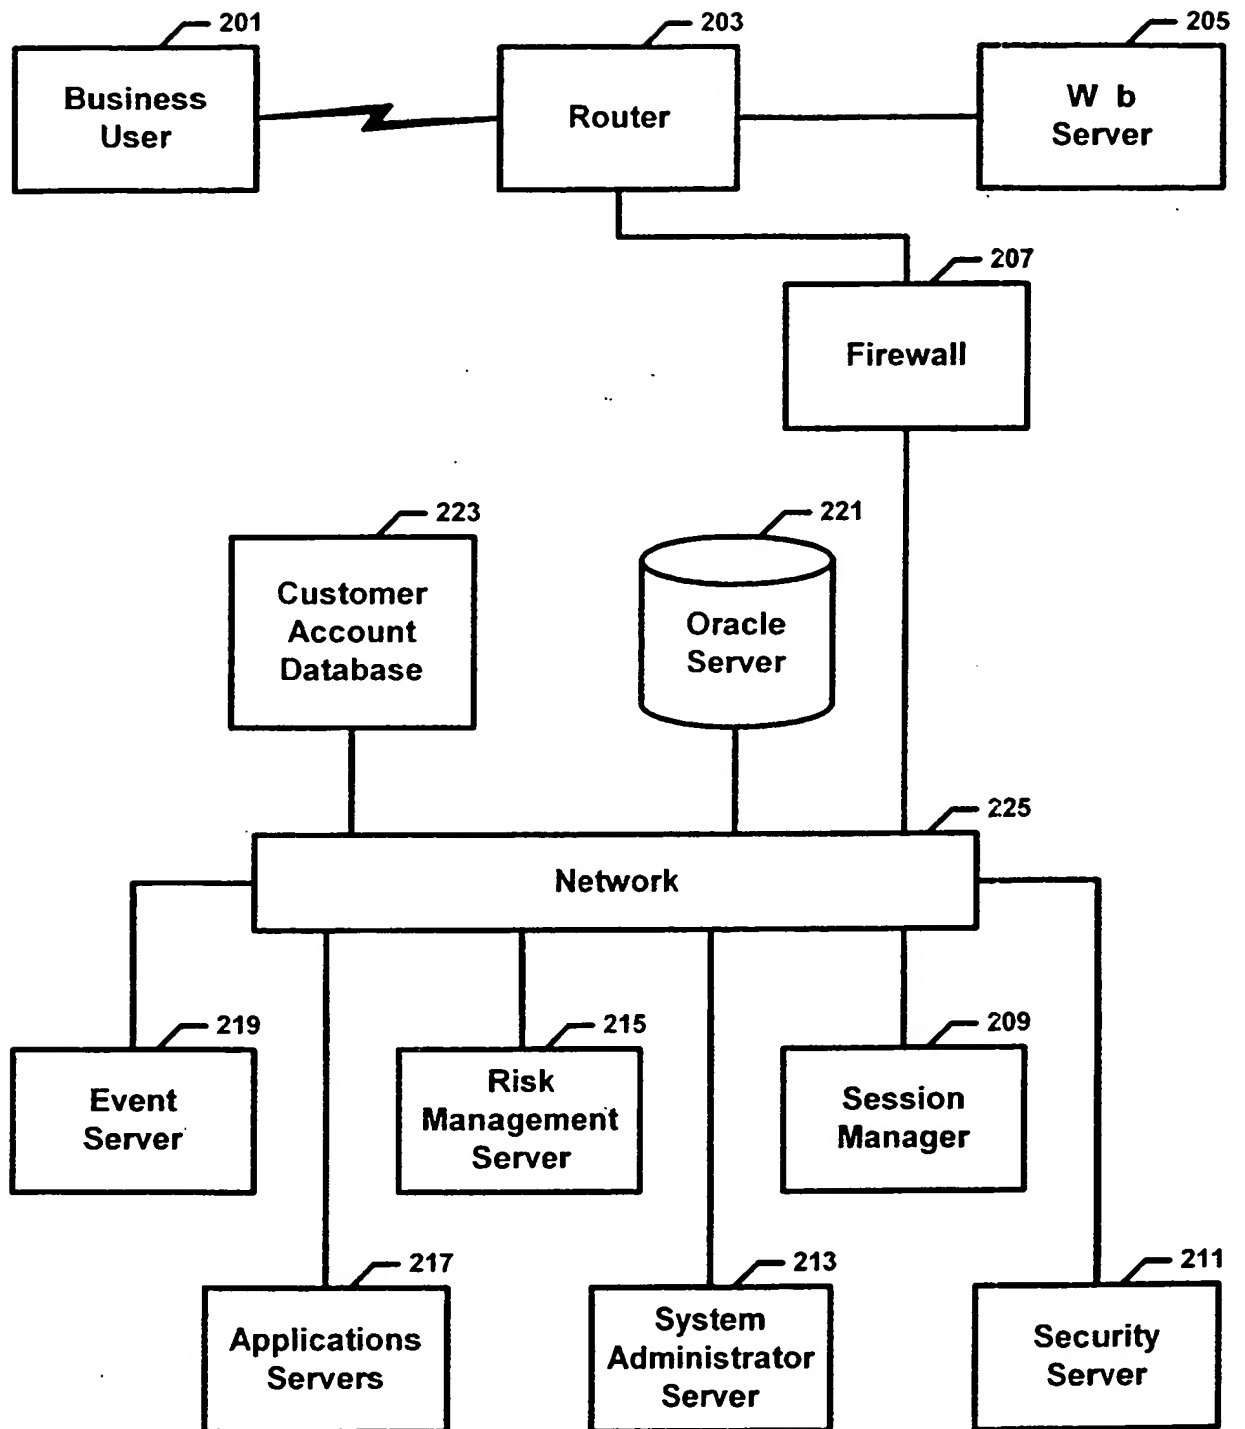 201
203
205
Business
User
Router
W b
Server
207
Firewall
223
221
Customer
Account
Database
Oracle
Server
225
Network
219
215
209
Event
Server
Risk
Management
Server
Session
Manager
217
213
211
Applications
Servers
System
Administrator
Server
Security
Server